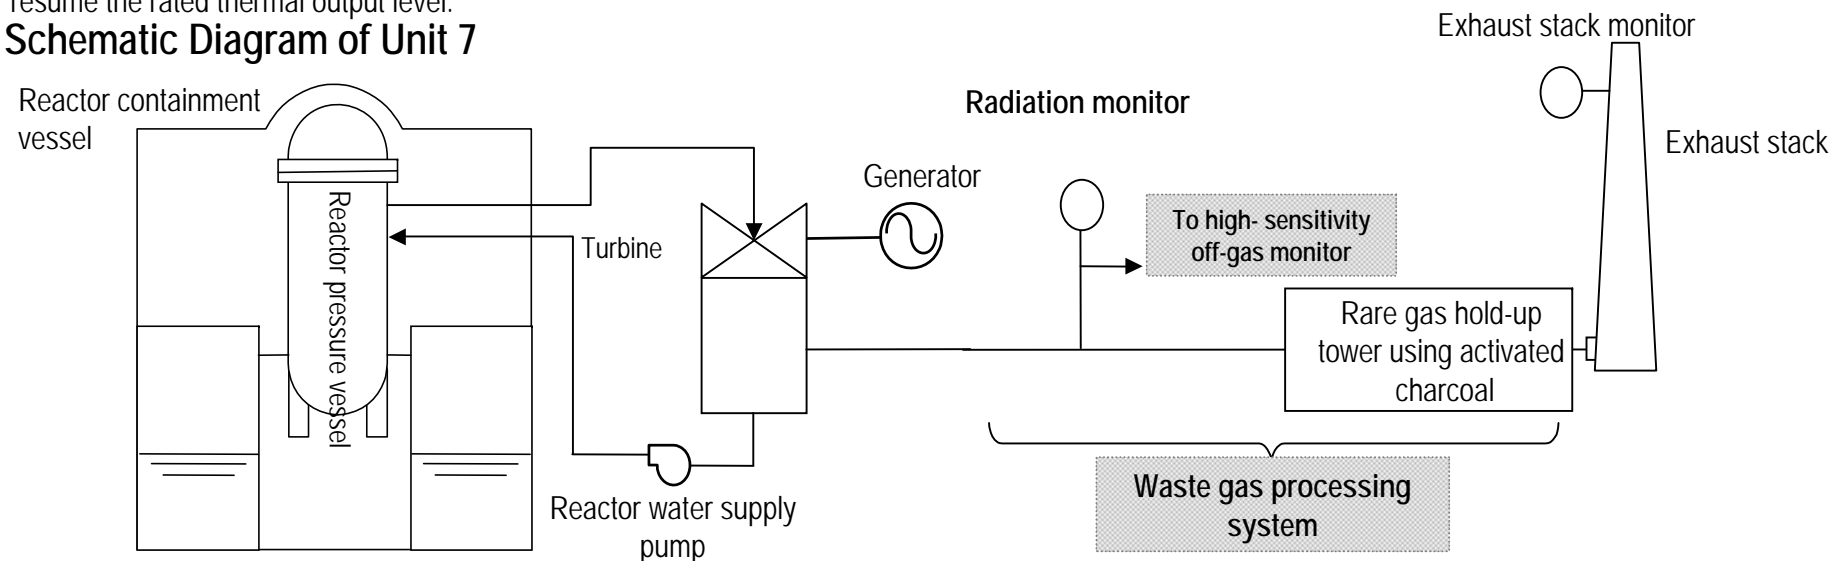 resume the rated thermal output level.
Schematic Diagram of Unit 7
Exhaust stack monitor
Reactor containment
vessel
Radiation monitor
Exhaust stack
Generator
Reactor pressure vessel
To high- sensitivity
off-gas monitor
Turbine
Rare gas hold-up
tower using activated
charcoal
Waste gas processing
system
Reactor water supply
pump